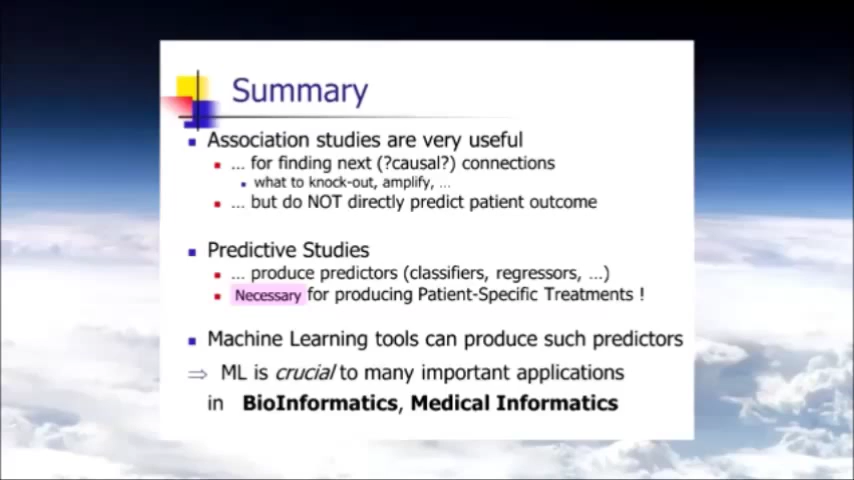 Summary
Association studies are very useful
… for finding next (?causal?) connections
what to knock-out, amplify, …
… but do NOT directly predict patient outcome
Predictive Studies
… produce predictors (classifiers, regressors, …)
Necessary for producing Patient-Specific Treatments !
Machine Learning tools can produce such predictors
⇒ ML is crucial to many important applications
in BioInformatics, Medical Informatics